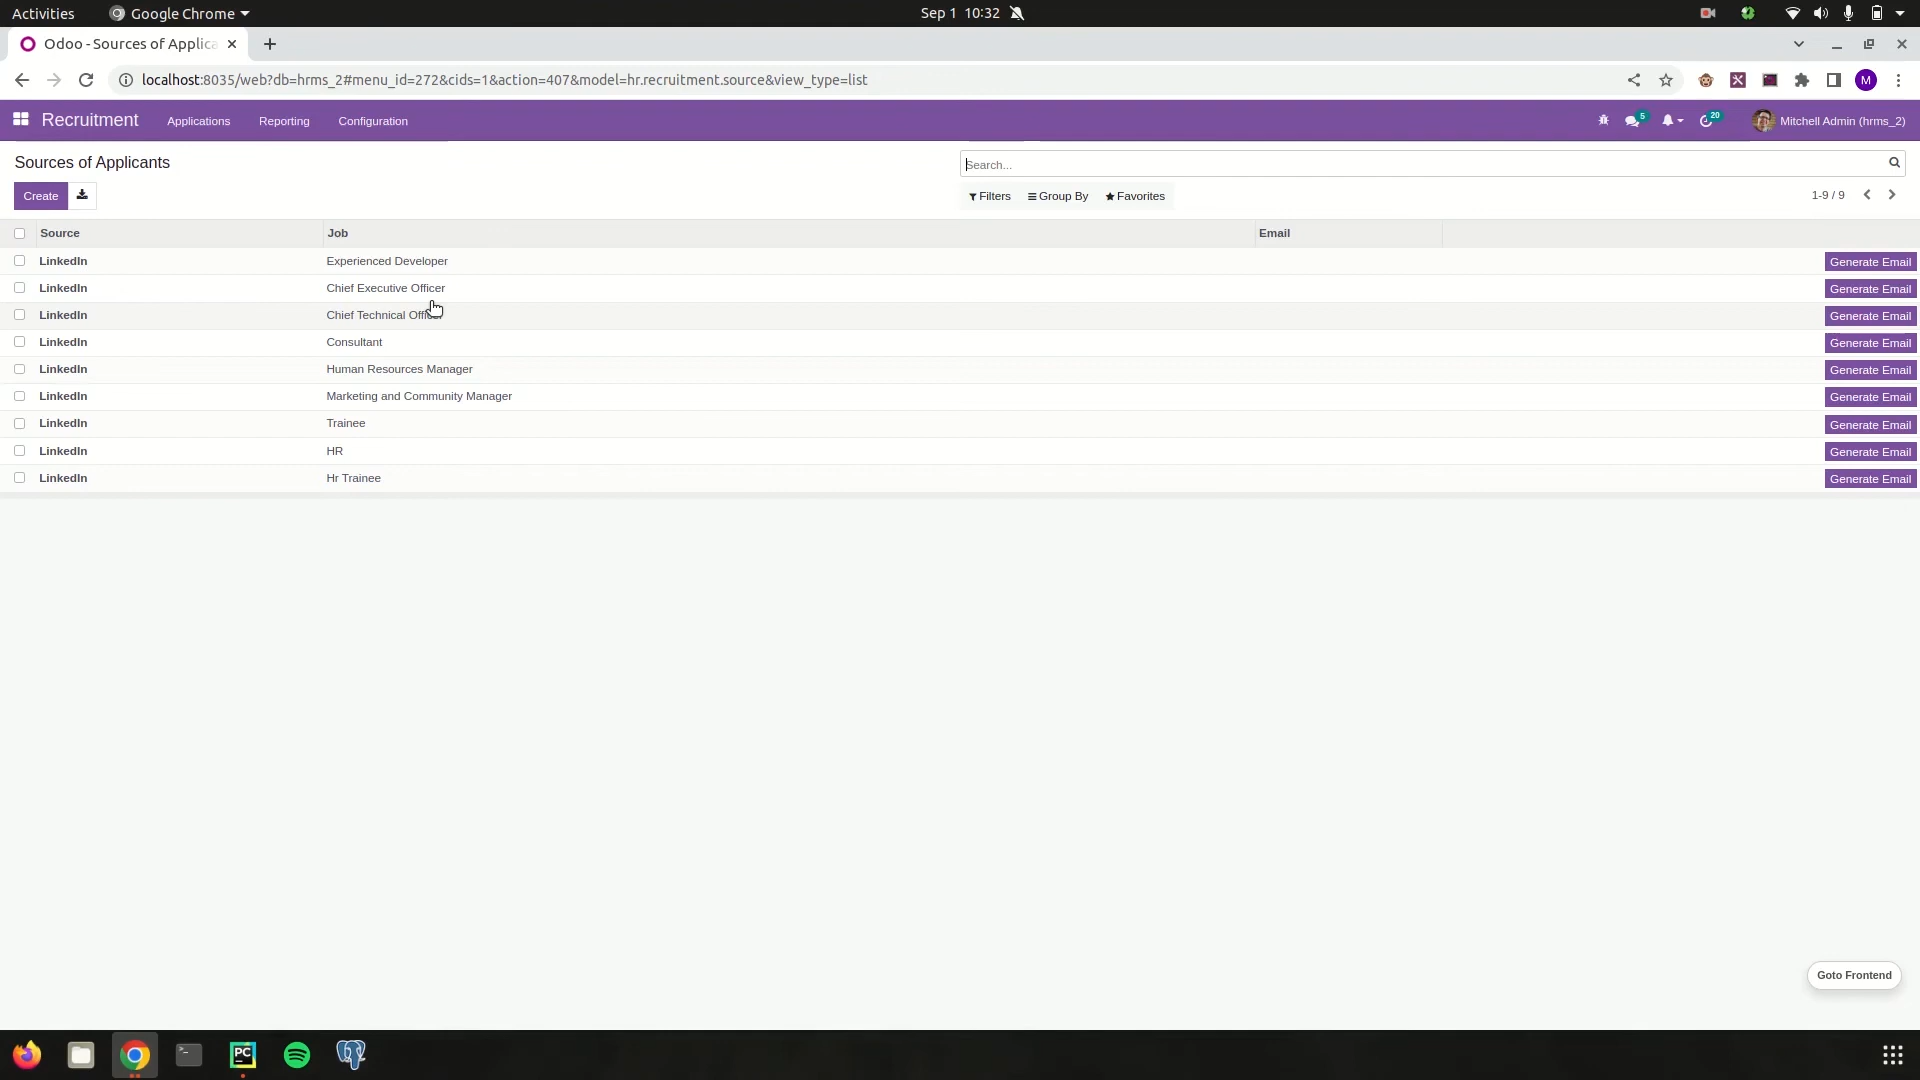 Activities Google Chrome Sep 1 10:32
Odoo - Sources of Applica
localhost:8035/web?db=hrms_2#menu_id=272&cids=1&action=407&model=hr.recruitment.source&view_type=list M
Recruitment Applications Reporting Configuration 5 20 Mitchell Admin (hrms_2)
Sources of Applicants Search...
Create Filters Group By Favorites 1-9 / 9
Source Job Email
LinkedIn Experienced Developer Generate Email
LinkedIn Chief Executive Officer Generate Email
LinkedIn Chief Technical Officer Generate Email
LinkedIn Consultant Generate Email
LinkedIn Human Resources Manager Generate Email
LinkedIn Marketing and Community Manager Generate Email
LinkedIn Trainee Generate Email
LinkedIn HR Generate Email
LinkedIn Hr Trainee Generate Email
Goto Frontend
PC